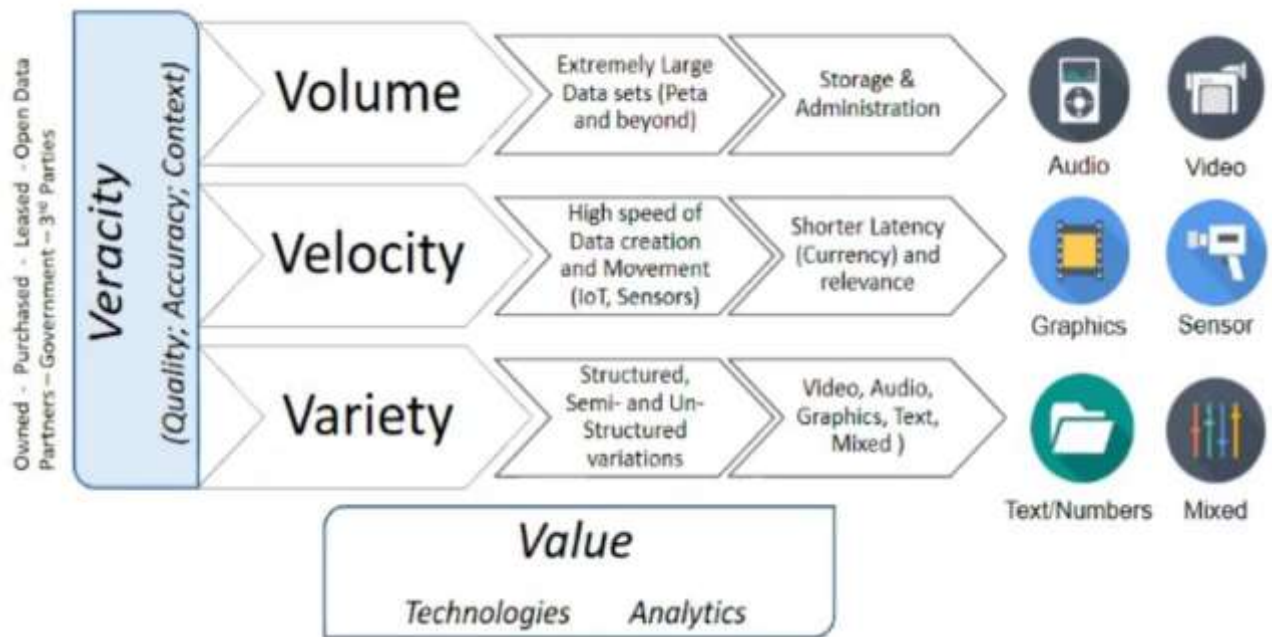 Owned - Purchased - Leased - Open Data
Partners – Government – 3rd Parties
Veracity
(Quality; Accuracy; Context)
Volume
Extremely Large
Data sets (Peta
and beyond)
Storage &
Administration
Velocity
High speed of
Data creation
and Movement
(IoT, Sensors)
Shorter Latency
(Currency) and
relevance
Variety
Structured,
Semi- and Un-
Structured
variations
Video, Audio,
Graphics, Text,
Mixed )
Audio
Video
Graphics
Sensor
Text/Numbers
Mixed
Value
Technologies Analytics